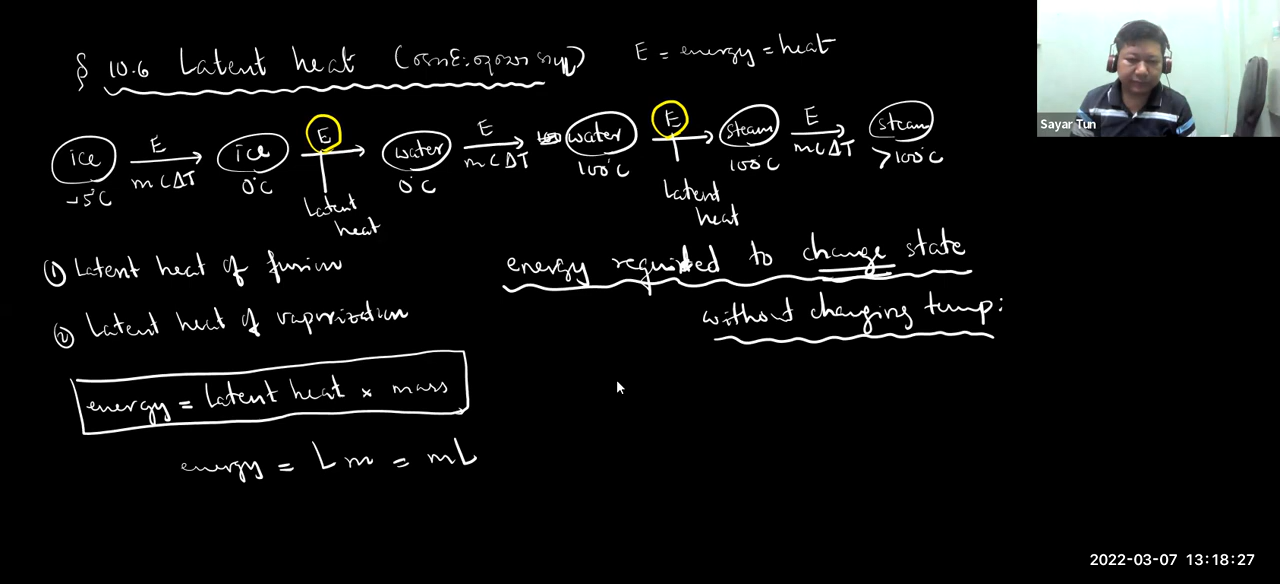 § 10.6 Latent heat
E = energy = heat
Sayar Tun
ice E mCΔT ice E water E mCΔT water E steam E mCΔT steam
-5°C 0°C 0°C 100°C 100°C >100°C
Latent heat
Latent heat
① Latent heat of fusion
② Latent heat of vaporization
energy required to change state
without changing temp:
energy = Latent heat × mass
energy = Lm = mL
2022-03-07 13:18:27